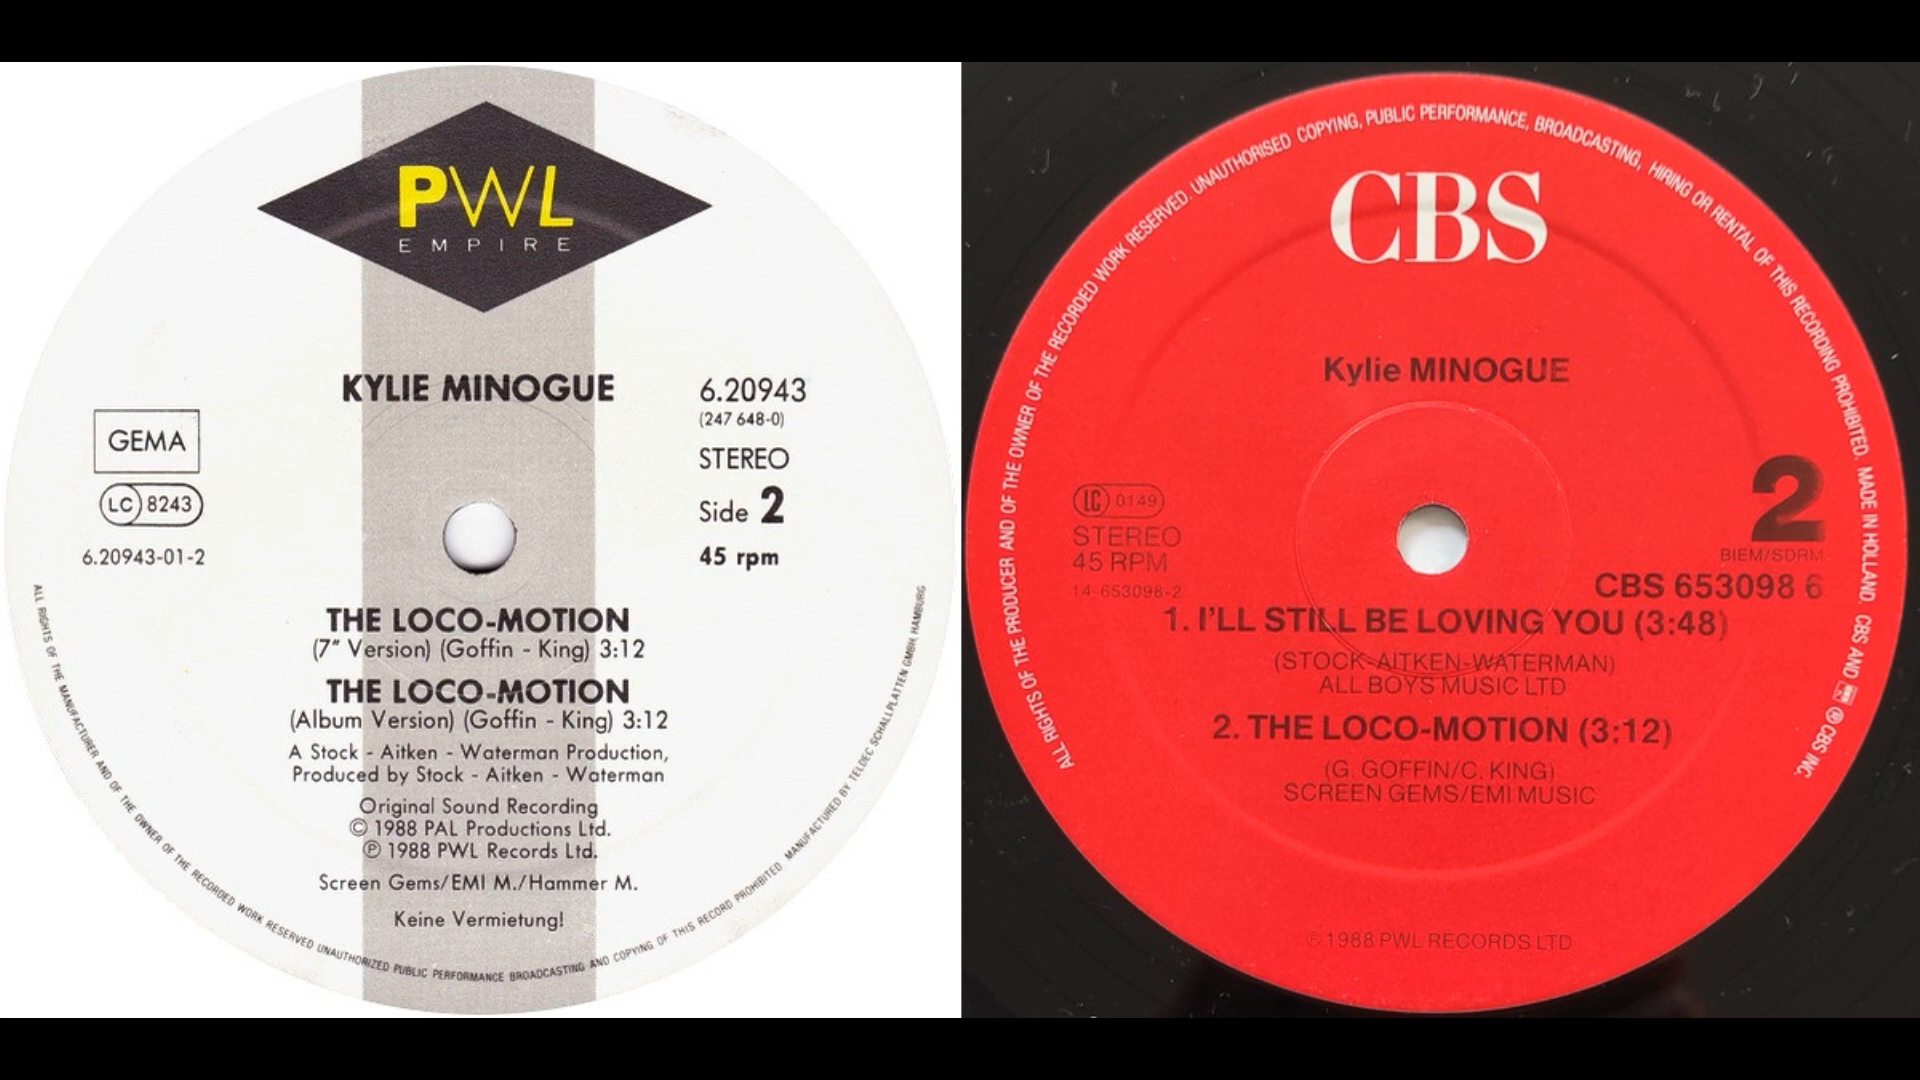 PWL
EMPIRE
KYLIE MINOGUE
6.20943
(247 648-0)
GEMA
STEREO
LC 8243
Side 2
6.20943-01-2
45 rpm
THE LOCO-MOTION
(7" Version) (Goffin - King) 3:12
THE LOCO-MOTION
(Album Version) (Goffin - King) 3:12
A Stock - Aitken - Waterman Production,
Produced by Stock - Aitken - Waterman
Original Sound Recording
© 1988 PAL Productions Ltd.
℗ 1988 PWL Records Ltd.
Screen Gems/EMI M./Hammer M.
Keine Vermietung!
ALL RIGHTS OF THE MANUFACTURER AND OF THE OWNER OF THE RECORDED WORK RESERVED UNAUTHORIZED PUBLIC PERFORMANCE BROADCASTING AND COPYING OF THIS RECORD PROHIBITED. MANUFACTURED BY TELDEC SCHALLPLATTEN GMBH HAMBURG
ALL RIGHTS OF THE PRODUCER AND OF THE OWNER OF THE RECORDED WORK RESERVED. UNAUTHORISED COPYING, PUBLIC PERFORMANCE, BROADCASTING, HIRING OR RENTAL OF THIS RECORDING PROHIBITED. MADE IN HOLLAND. CBS AND ℗ CBS INC.
CBS
Kylie MINOGUE
2
LC 0149
STEREO
45 RPM
14-653098-2
BIEM/SDRM
CBS 653098 6
1. I'LL STILL BE LOVING YOU (3:48)
(STOCK-AITKEN-WATERMAN)
ALL BOYS MUSIC LTD
2. THE LOCO-MOTION (3:12)
(G. GOFFIN/C. KING)
SCREEN GEMS/EMI MUSIC
℗ 1988 PWL RECORDS LTD